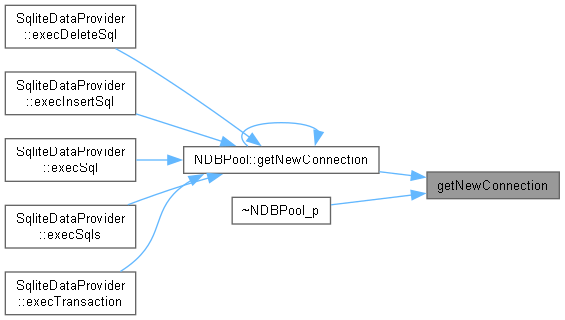 SqliteDataProvider
::execDeleteSql
SqliteDataProvider
::execInsertSql
SqliteDataProvider
::execSql
SqliteDataProvider
::execSqls
SqliteDataProvider
::execTransaction
NDBPool::getNewConnection
~NDBPool_p
getNewConnection